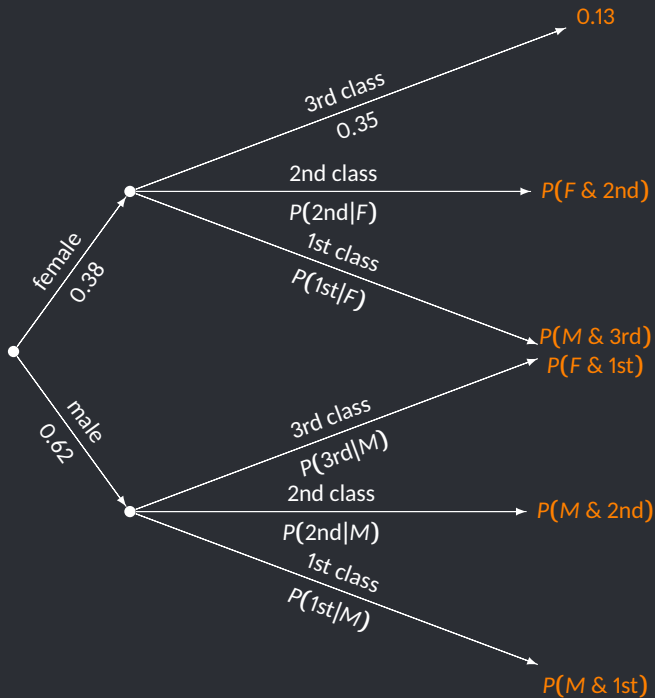 0.13
3rd class
0.35
2nd class
P(F & 2nd)
P(2nd|F)
1st class
P(1st|F)
female
0.38
P(M & 3rd)
P(F & 1st)
male
0.62
3rd class
P(3rd|M)
2nd class
P(M & 2nd)
P(2nd|M)
1st class
P(1st|M)
P(M & 1st)